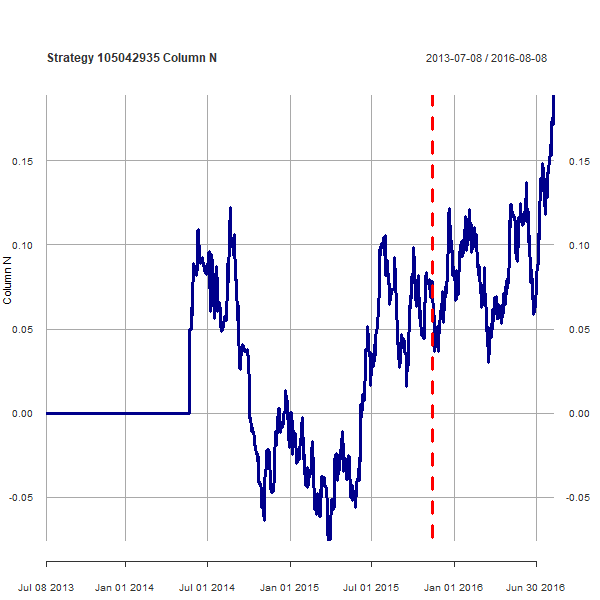 Strategy 105042935 Column N
2013-07-08 / 2016-08-08
Column N
0.15
0.15
0.10
0.10
0.05
0.05
0.00
0.00
-0.05
-0.05
Jul 08 2013
Jan 01 2014
Jul 01 2014
Jan 01 2015
Jul 01 2015
Jan 01 2016
Jun 30 2016